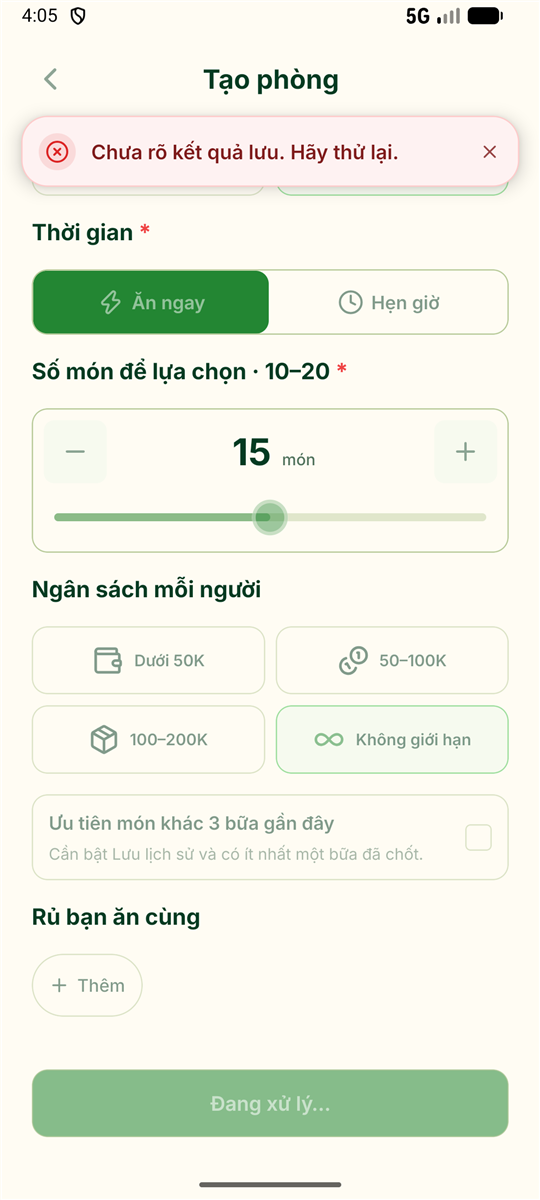 4:05
5G
Tạo phòng
Chưa rõ kết quả lưu. Hãy thử lại.
Thời gian *
Ăn ngay
Hẹn giờ
Số món để lựa chọn · 10–20 *
15 món
Ngân sách mỗi người
Dưới 50K
50–100K
100–200K
Không giới hạn
Ưu tiên món khác 3 bữa gần đây
Cần bật Lưu lịch sử và có ít nhất một bữa đã chốt.
Rủ bạn ăn cùng
+ Thêm
Đang xử lý...